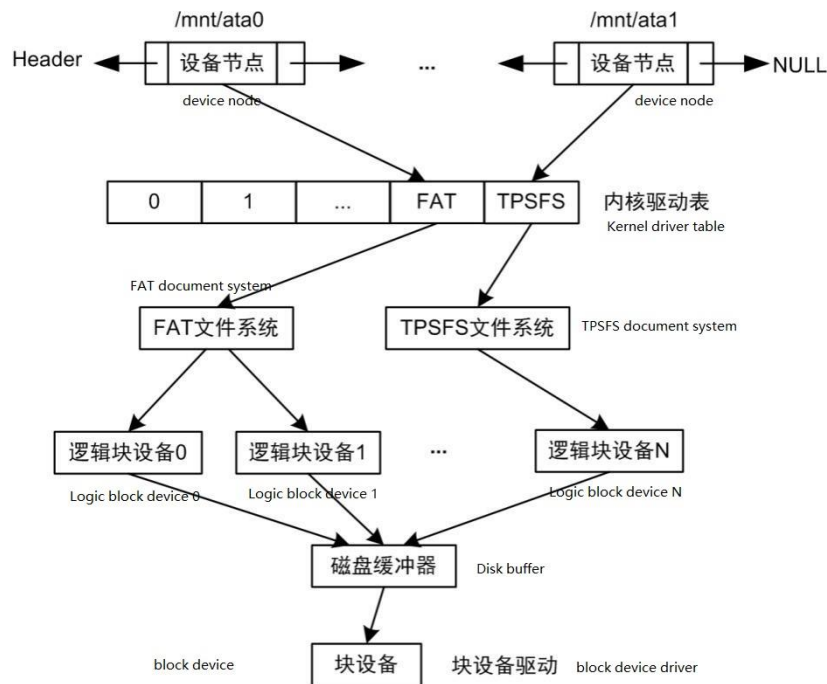 /mnt/ata0 /mnt/ata1
Header 设备节点 ... 设备节点 NULL
device node device node
0 1 ... FAT TPSFS 内核驱动表
Kernel driver table
FAT document system
FAT文件系统 TPSFS文件系统 TPSFS document system
逻辑块设备0 逻辑块设备1 ... 逻辑块设备N
Logic block device 0 Logic block device 1 Logic block device N
磁盘缓冲器 Disk buffer
block device 块设备 块设备驱动 block device driver